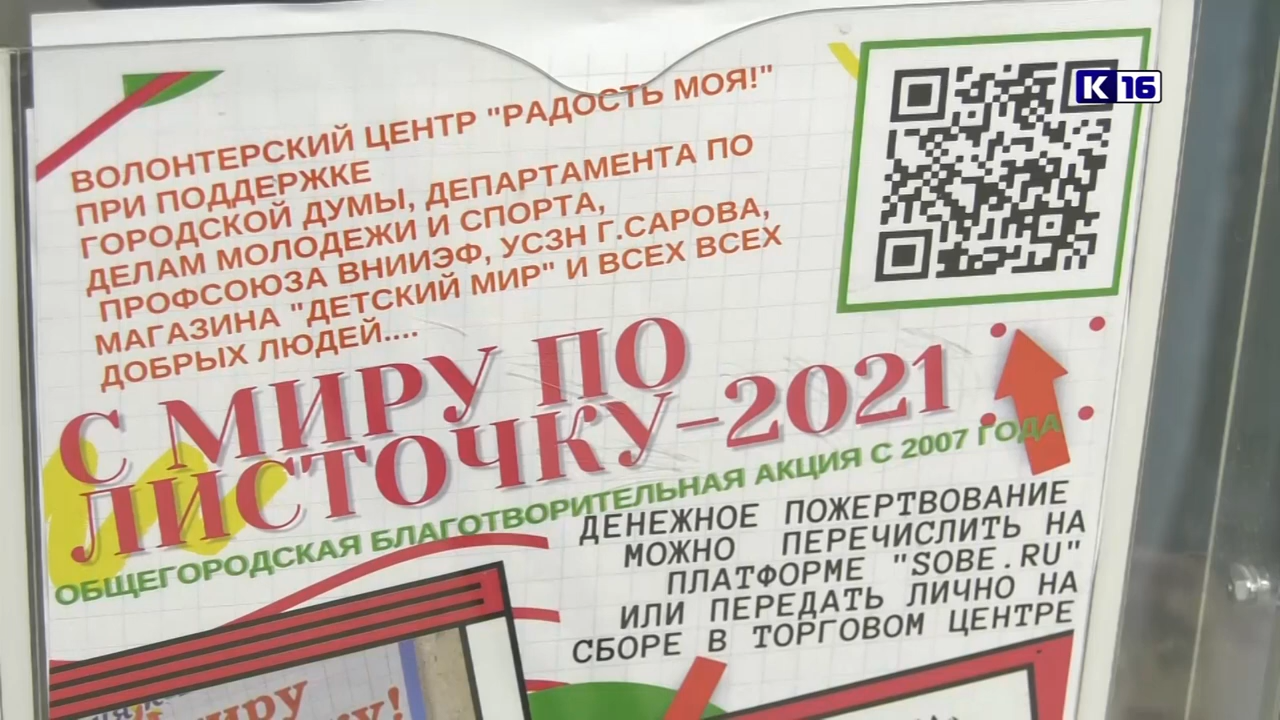 К 16
ВОЛОНТЕРСКИЙ ЦЕНТР "РАДОСТЬ МОЯ!"
ПРИ ПОДДЕРЖКЕ
ГОРОДСКОЙ ДУМЫ, ДЕПАРТАМЕНТА ПО
ДЕЛАМ МОЛОДЕЖИ И СПОРТА,
ПРОФСОЮЗА ВНИИЭФ, УСЗН Г.САРОВА,
МАГАЗИНА "ДЕТСКИЙ МИР" И ВСЕХ ВСЕХ
ДОБРЫХ ЛЮДЕЙ....
С МИРУ ПО
ЛИСТОЧКУ-2021
ОБЩЕГОРОДСКАЯ БЛАГОТВОРИТЕЛЬНАЯ АКЦИЯ С 2007 ГОДА
ДЕНЕЖНОЕ ПОЖЕРТВОВАНИЕ
МОЖНО ПЕРЕЧИСЛИТЬ НА
ПЛАТФОРМЕ "SOBE.RU"
ИЛИ ПЕРЕДАТЬ ЛИЧНО НА
СБОРЕ В ТОРГОВОМ ЦЕНТРЕ